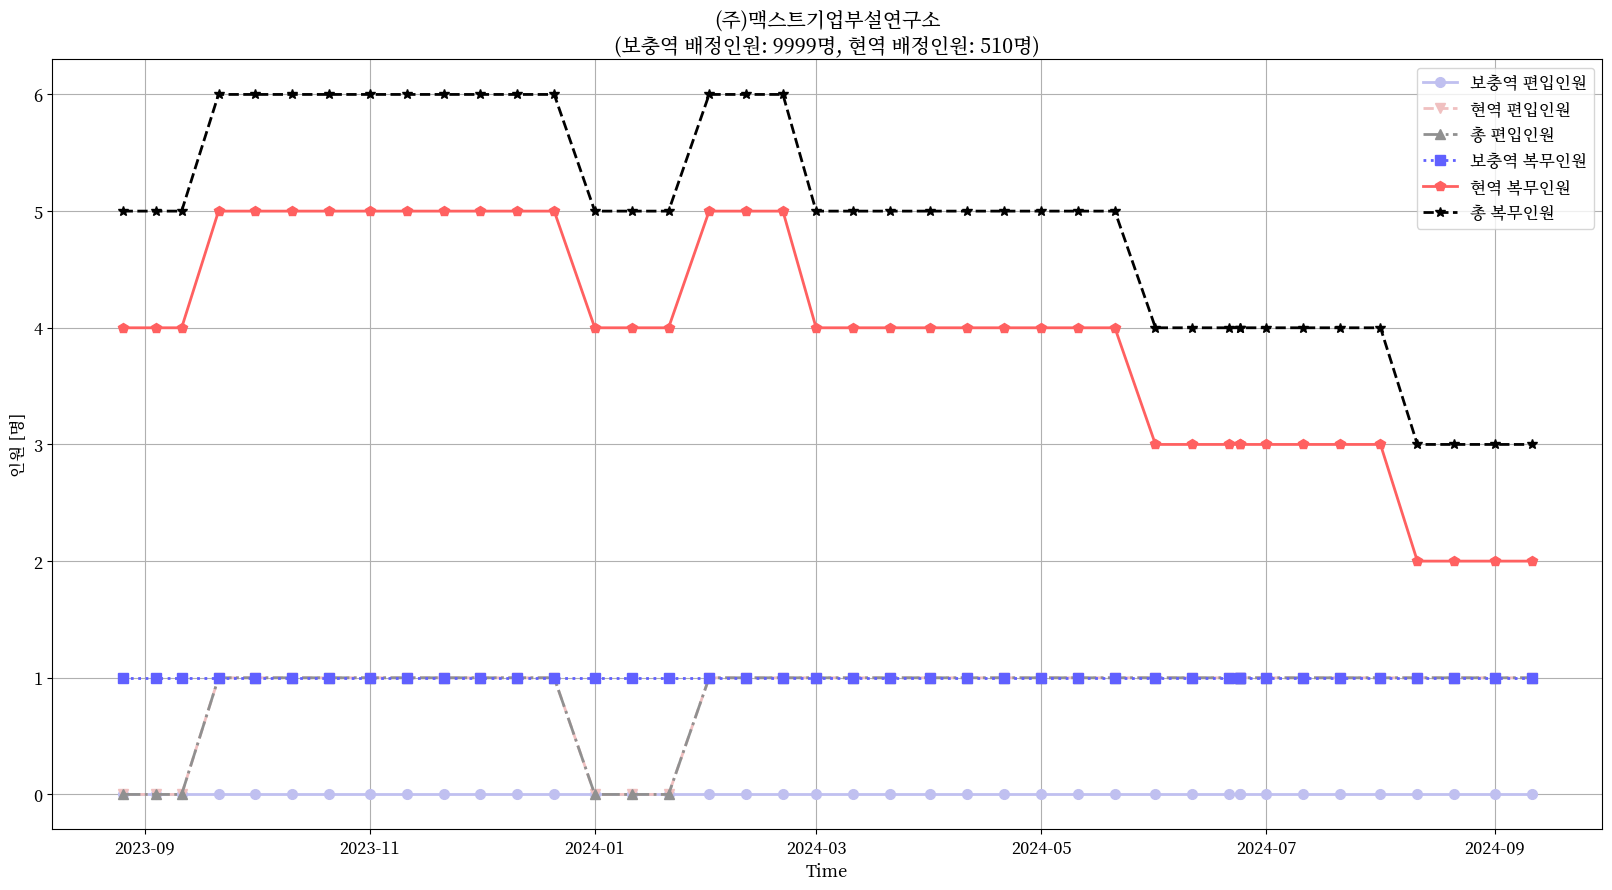 (주)맥스트기업부설연구소
(보충역 배정인원: 9999명, 현역 배정인원: 510명)
보충역 편입인원
현역 편입인원
총 편입인원
보충역 복무인원
현역 복무인원
총 복무인원
인원 [명]
6
5
4
3
2
1
0
2023-09
2023-11
2024-01
2024-03
2024-05
2024-07
2024-09
Time